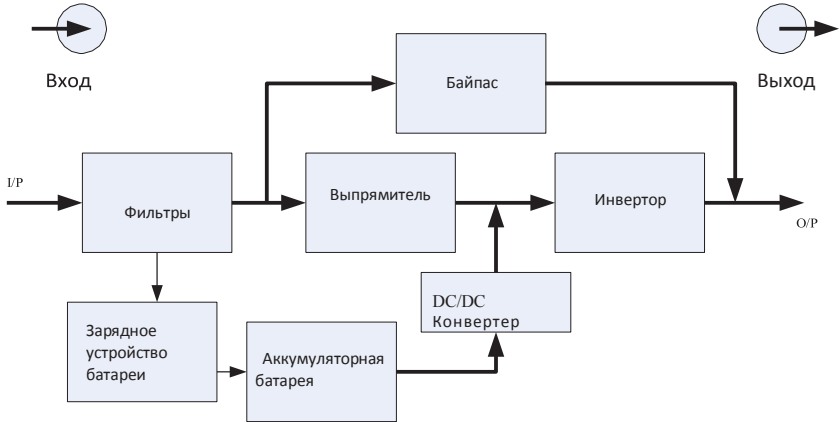 Вход
Выход
Байпас
I/P
Фильтры
Выпрямитель
Инвертор
O/P
DC/DC
Конвертер
Зарядное
устройство
батареи
Аккумуляторная
батарея